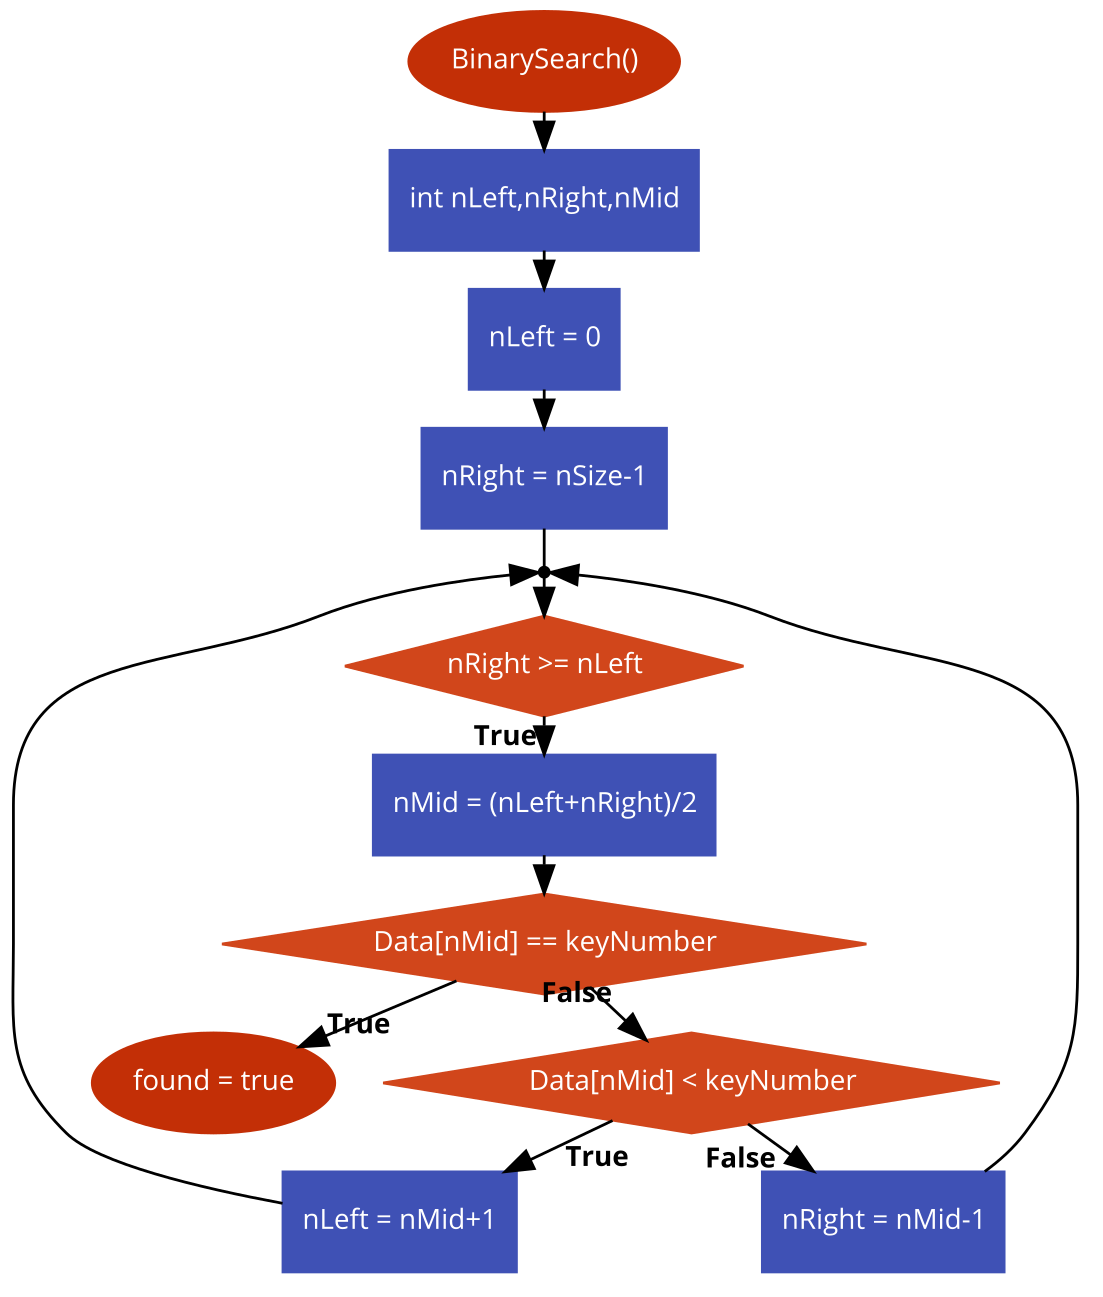 BinarySearch()
int nLeft,nRight,nMid
nLeft = 0
nRight = nSize-1
nRight >= nLeft
True
nMid = (nLeft+nRight)/2
Data[nMid] == keyNumber
True
False
found = true
Data[nMid] < keyNumber
True
False
nLeft = nMid+1
nRight = nMid-1